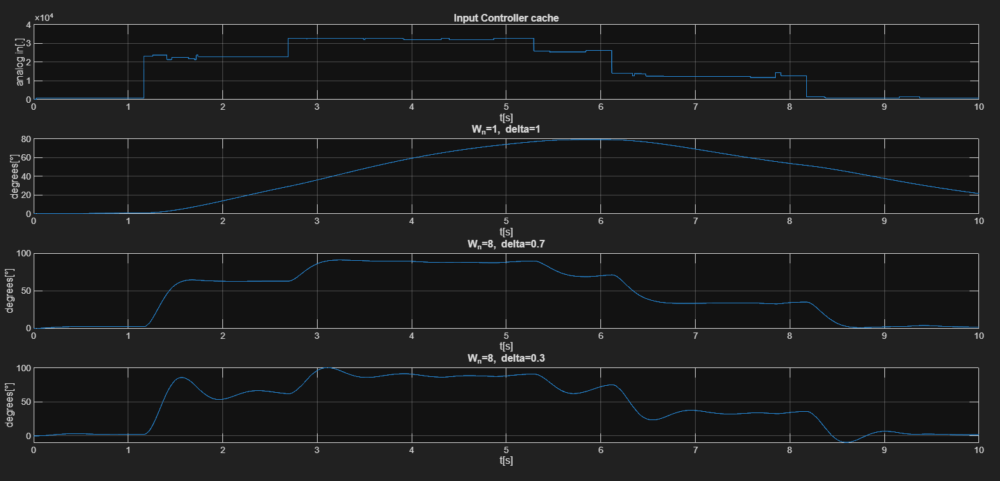 Input Controller cache
×10⁴
4
3
2
1
0
analog in[.]
0 1 2 3 4 5 6 7 8 9 10
t[s]
Wn=1, delta=1
80
60
40
20
0
degrees[°]
0 1 2 3 4 5 6 7 8 9 10
t[s]
Wn=8, delta=0.7
100
50
0
degrees[°]
0 1 2 3 4 5 6 7 8 9 10
t[s]
Wn=8, delta=0.3
100
50
0
degrees[°]
0 1 2 3 4 5 6 7 8 9 10
t[s]